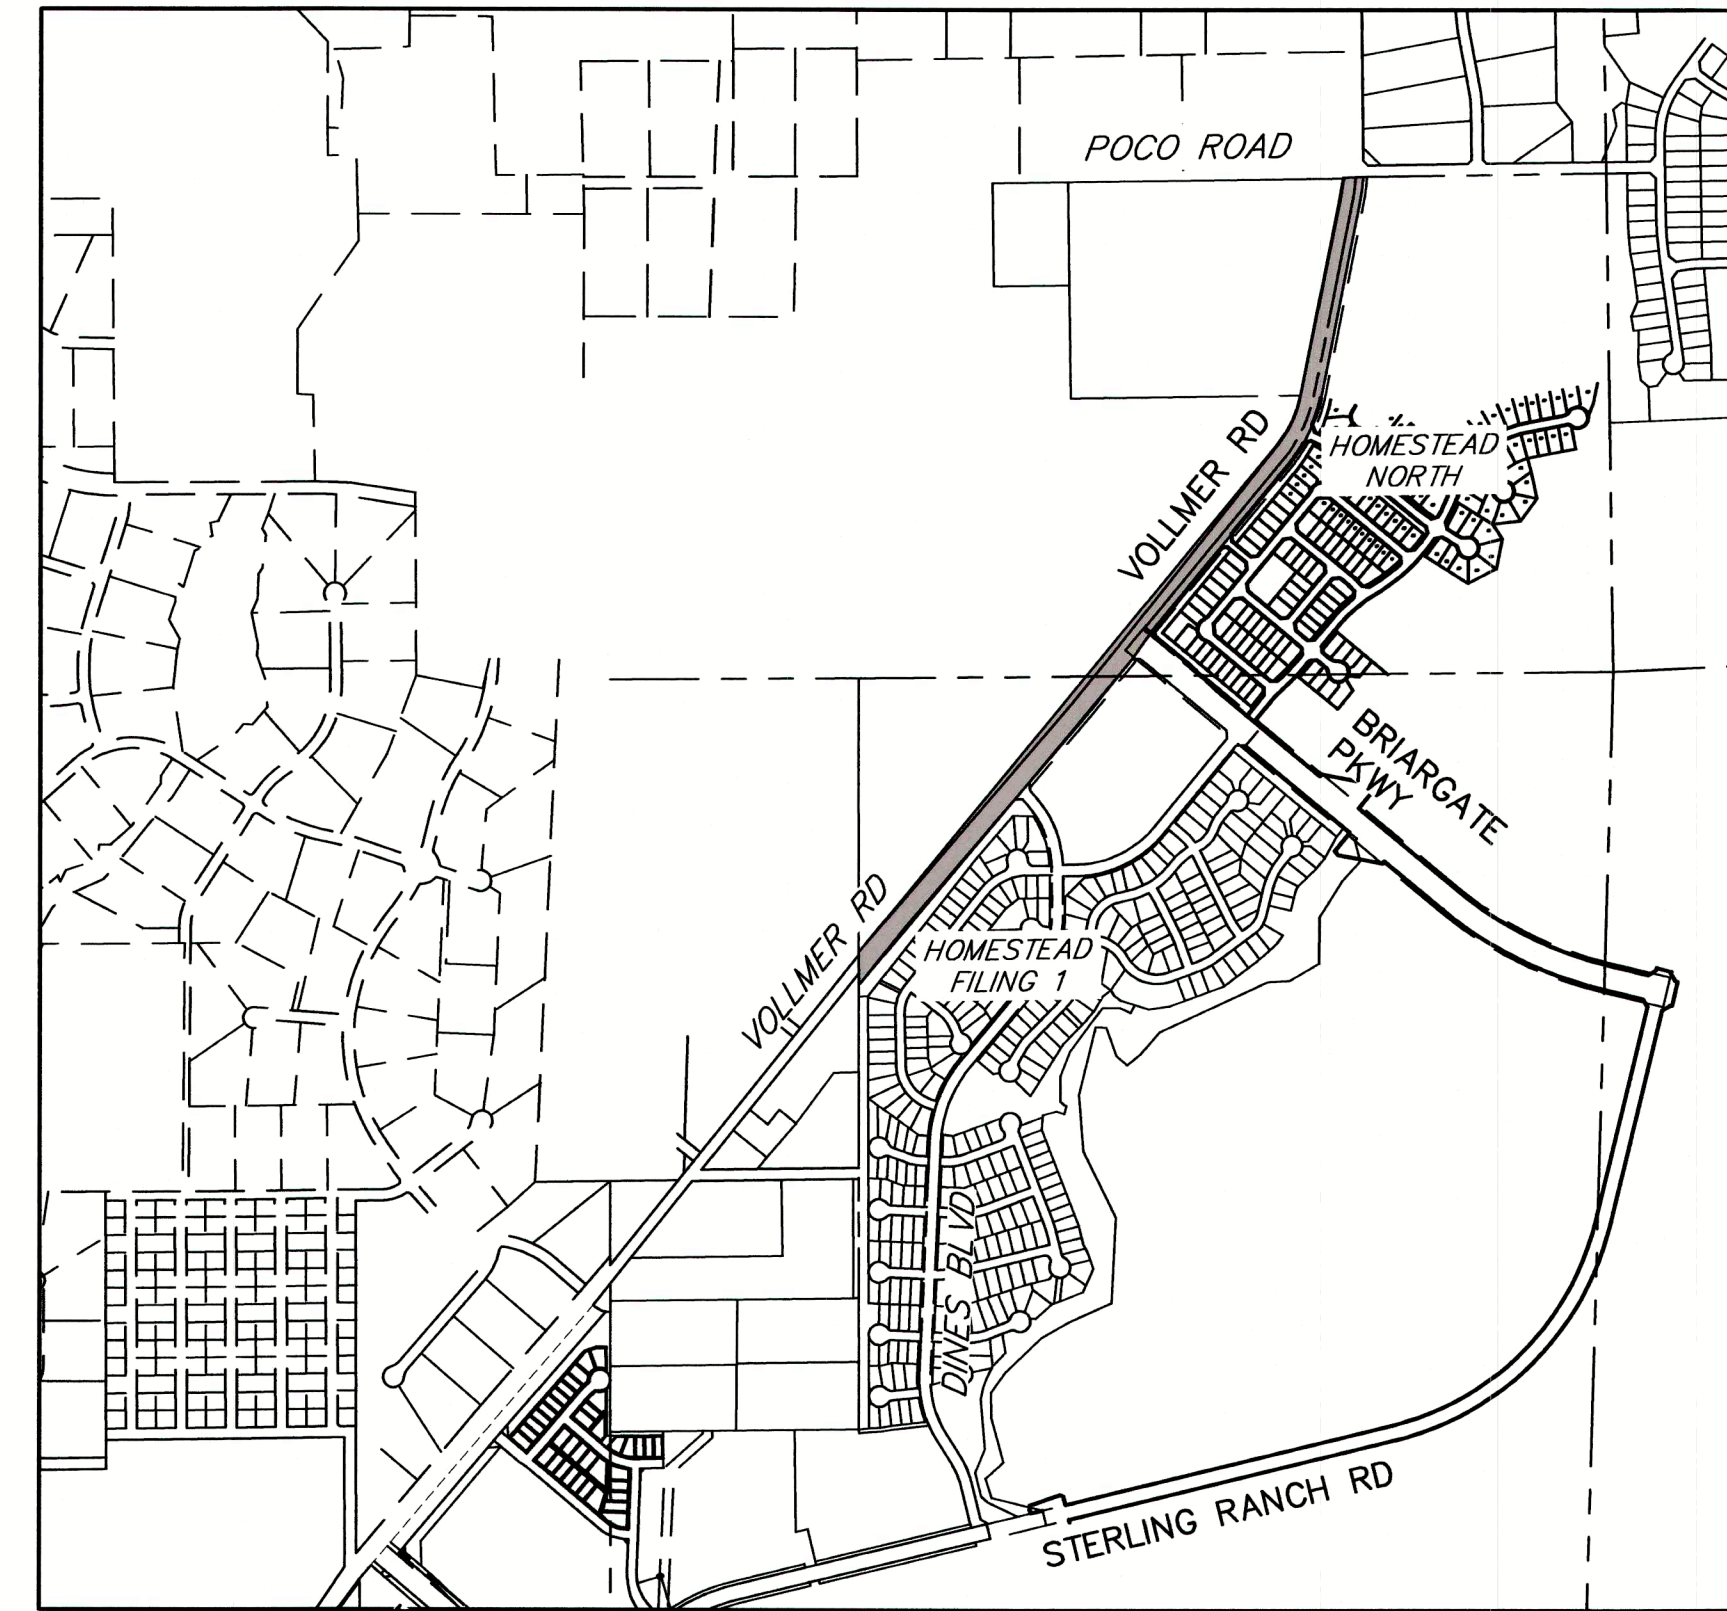 POCO ROAD
VOLLMER RD
HOMESTEAD
NORTH
BRIARGATE
PKWY
VOLLMER RD
HOMESTEAD
FILING 1
DINES BLVD
STERLING RANCH RD